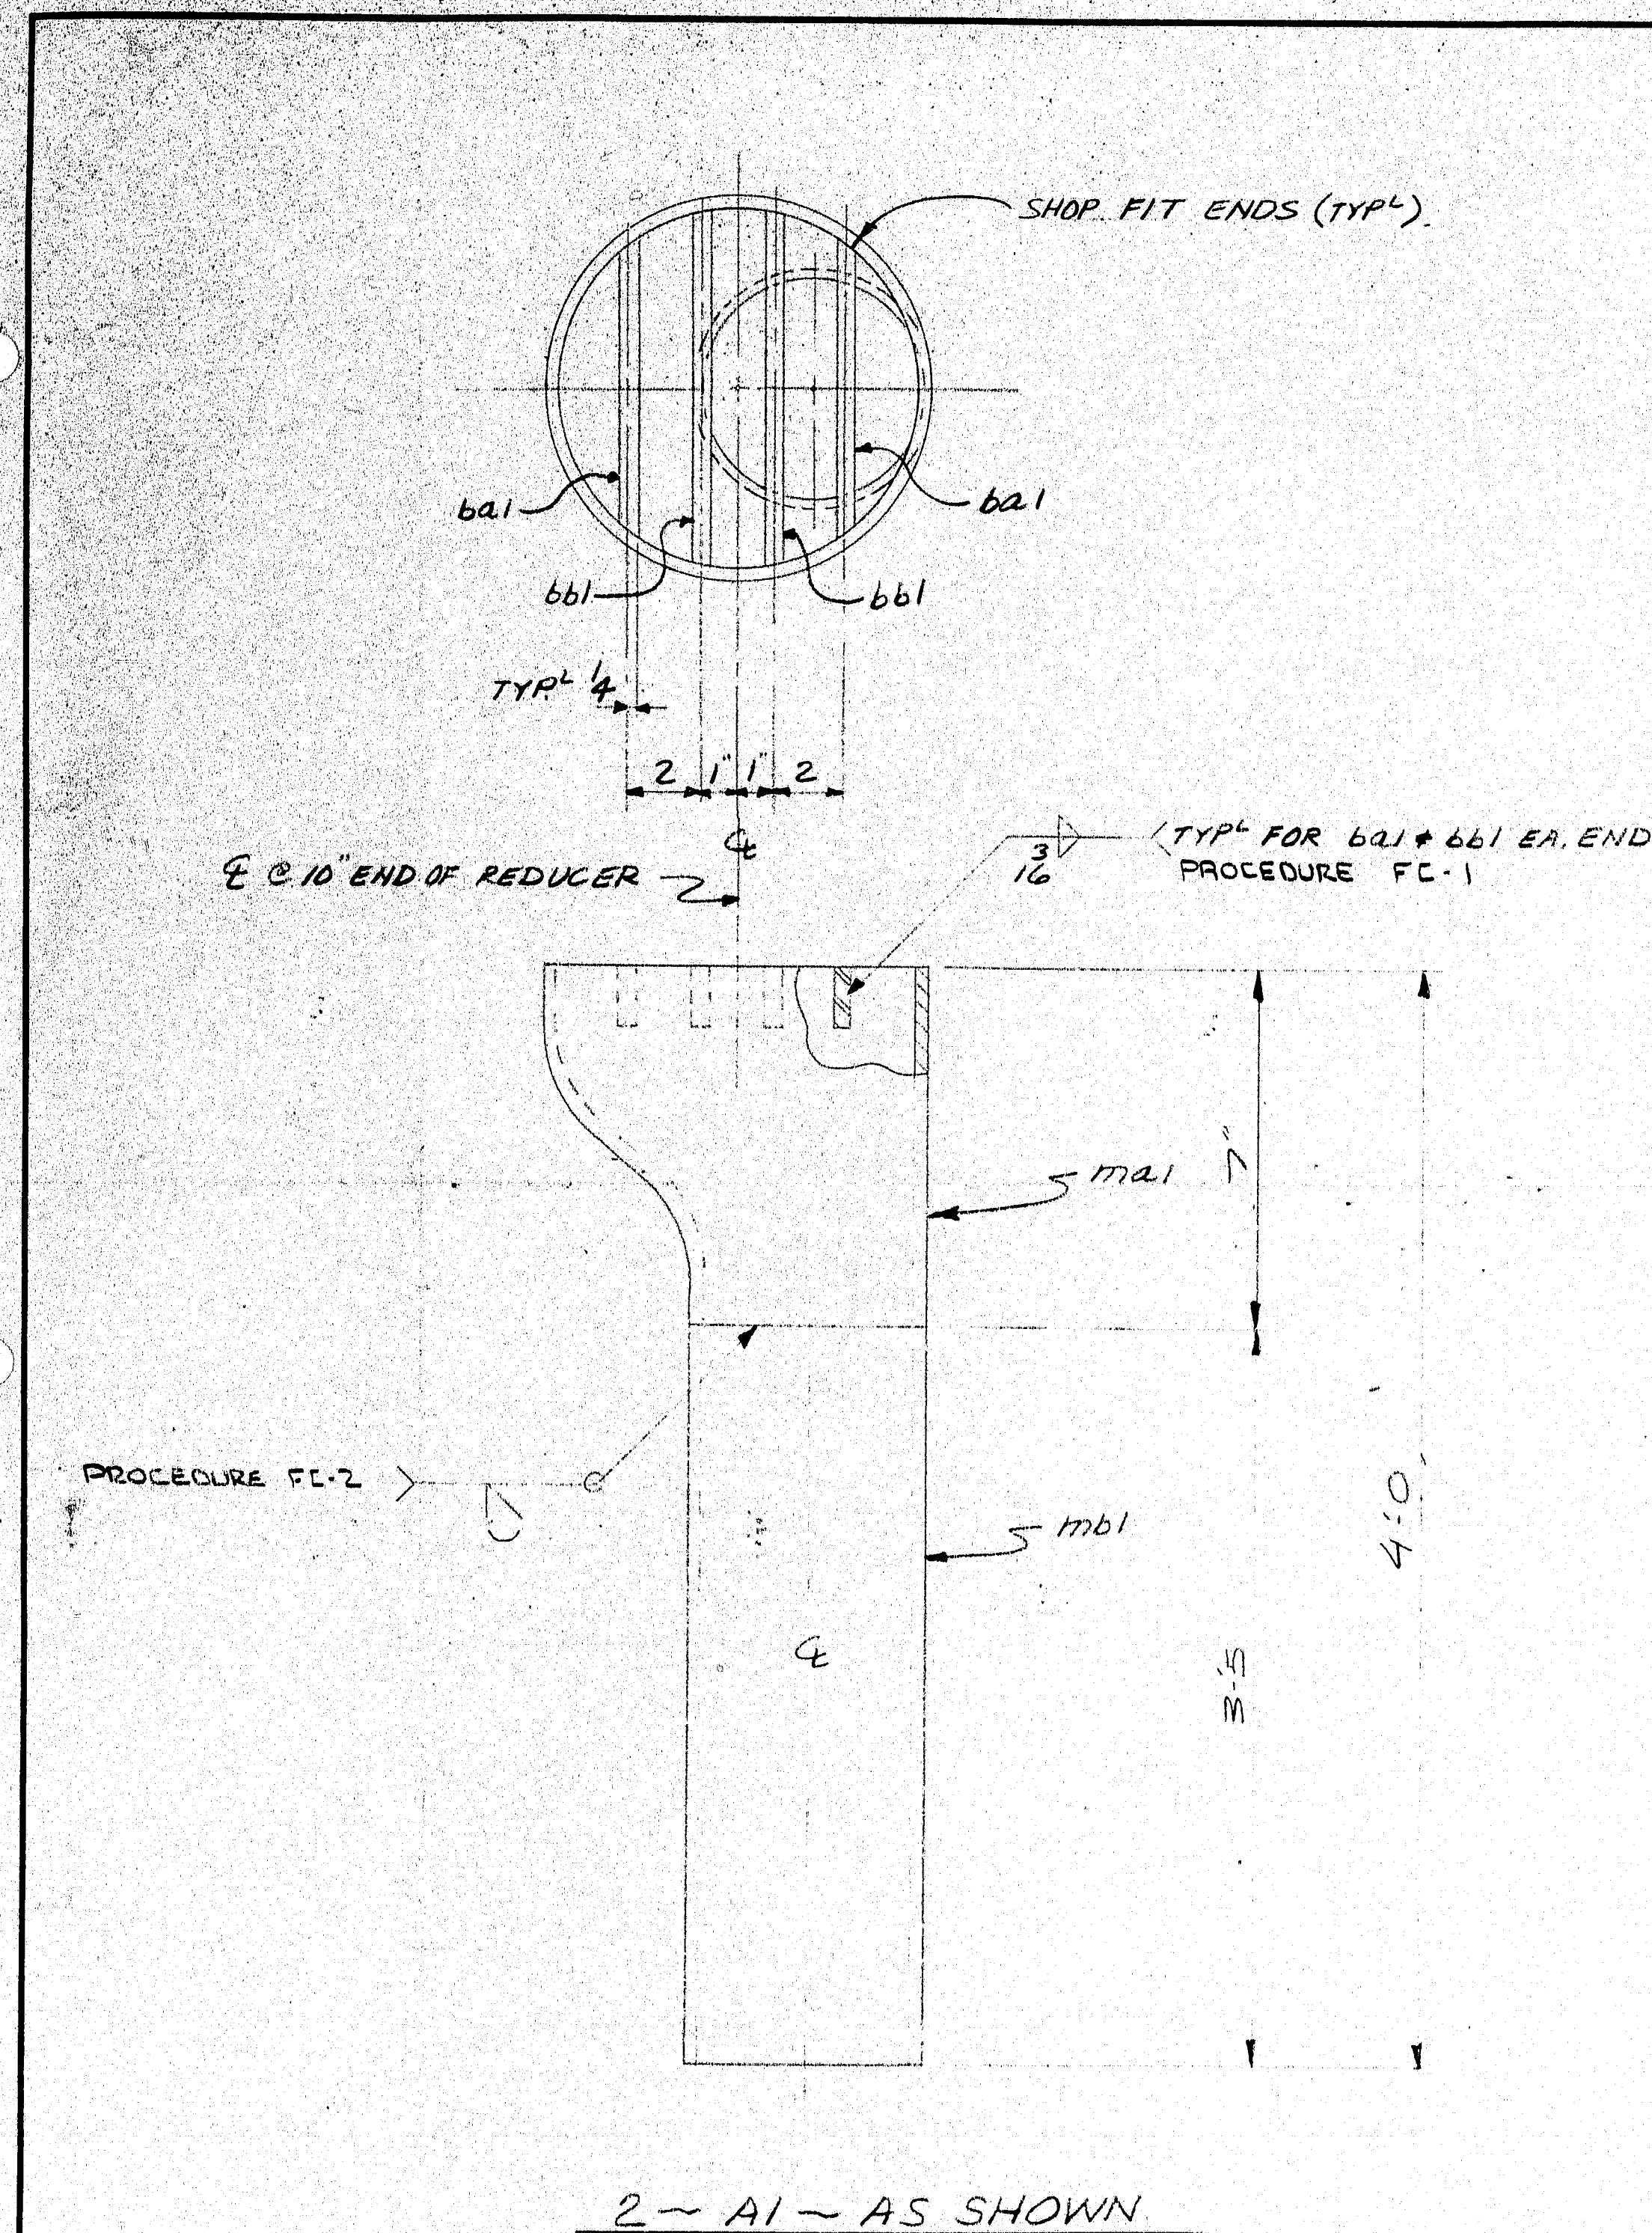 SHOP FIT ENDS (TYPL).
ba1
ba1
bb1
bb1
TYPL 1/4
2 1" 1" 2
℄
℄ @ 10" END OF REDUCER
3/16
TYPL FOR ba1 & bb1 EA. END
PROCEDURE FC-1
7"
ma1
PROCEDURE FC-2
mb1
4'-0
℄
3'-5
2 ~ A1 ~ AS SHOWN